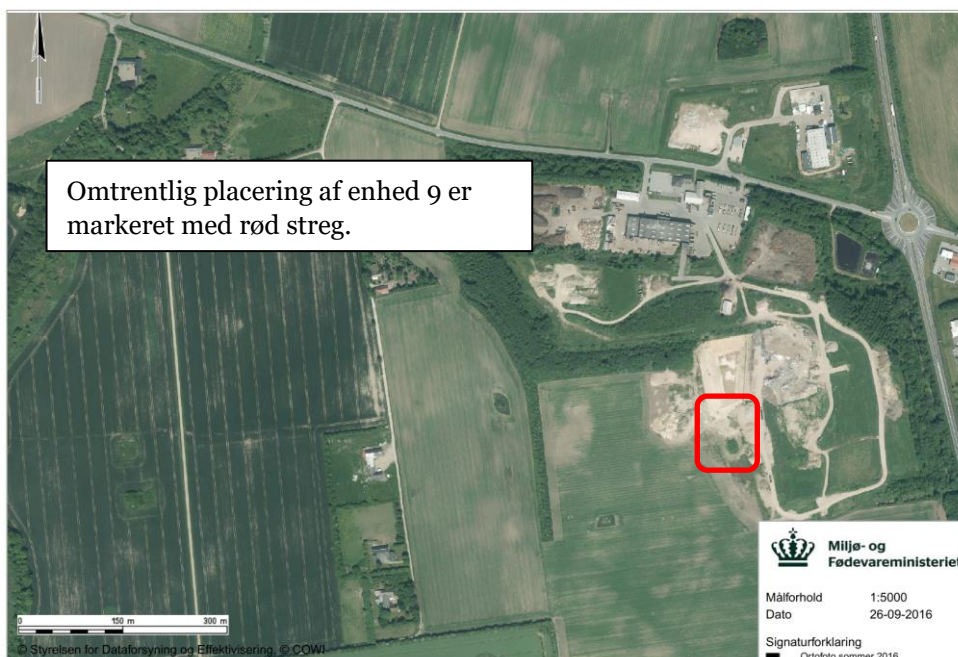 Omtrentlig placering af enhed 9 er
markeret med rød streg.
0 150 m 300 m
© Styrelsen for Dataforsyning og Effektivisering, © COWI
Miljø- og
Fødevareministeriet
Målforhold 1:5000
Dato 26-09-2016
Signaturforklaring
Ortofoto sommer 2016